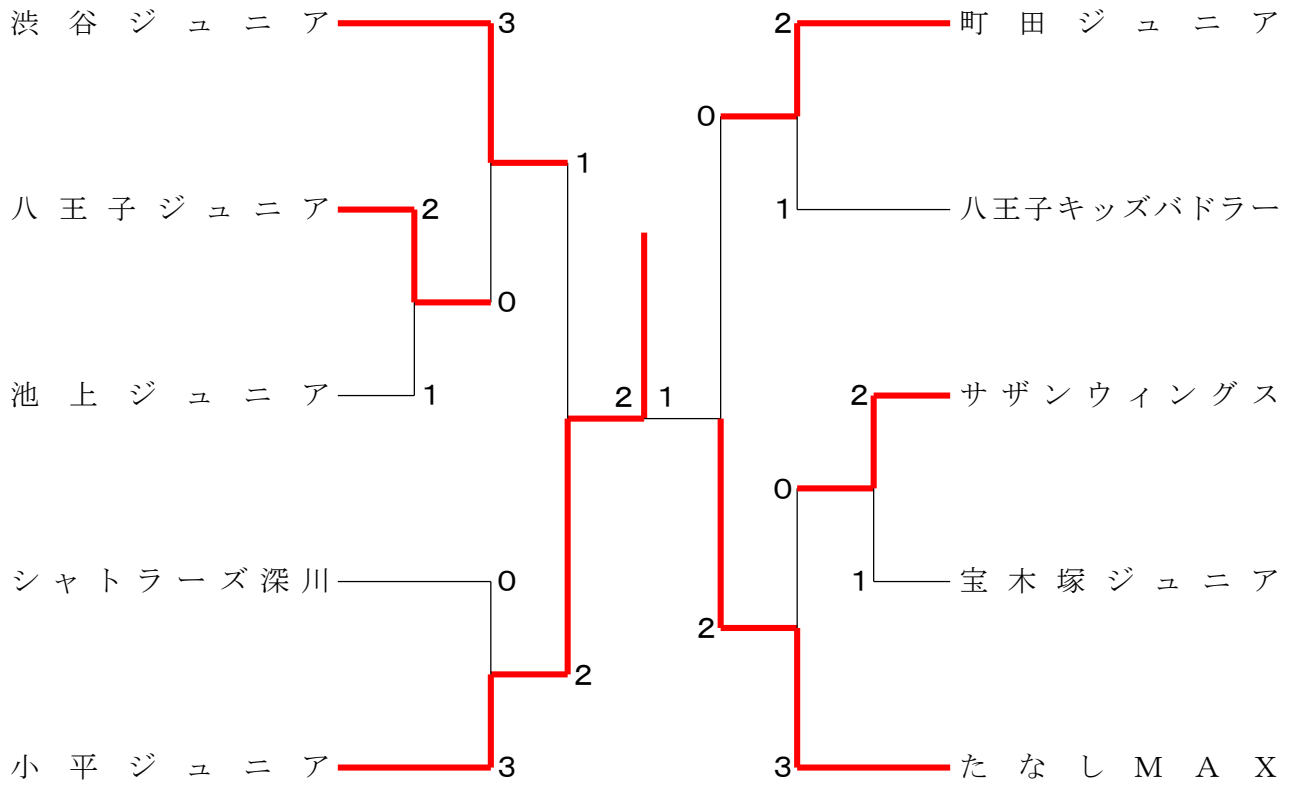 渋谷ジュニア 3 2 町田ジュニア
0
1
八王子ジュニア 2 1 八王子キッズバドラー
0
池上ジュニア 1 2 1 2 サザンウィングス
0
シャトラーズ深川 0 1 宝木塚ジュニア
2
2
小平ジュニア 3 3 たなしMAX